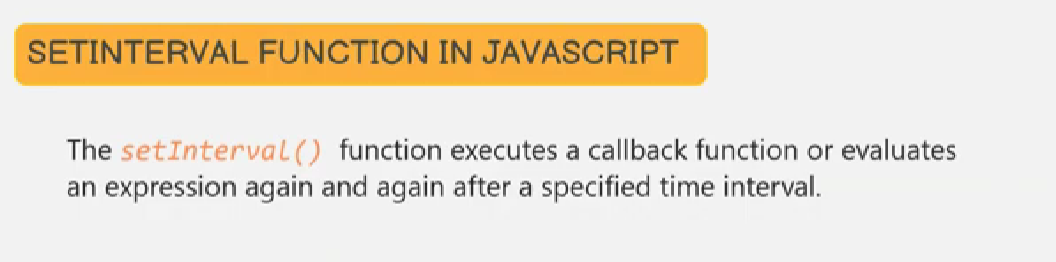 SETINTERVAL FUNCTION IN JAVASCRIPT
The setInterval() function executes a callback function or evaluates
an expression again and again after a specified time interval.